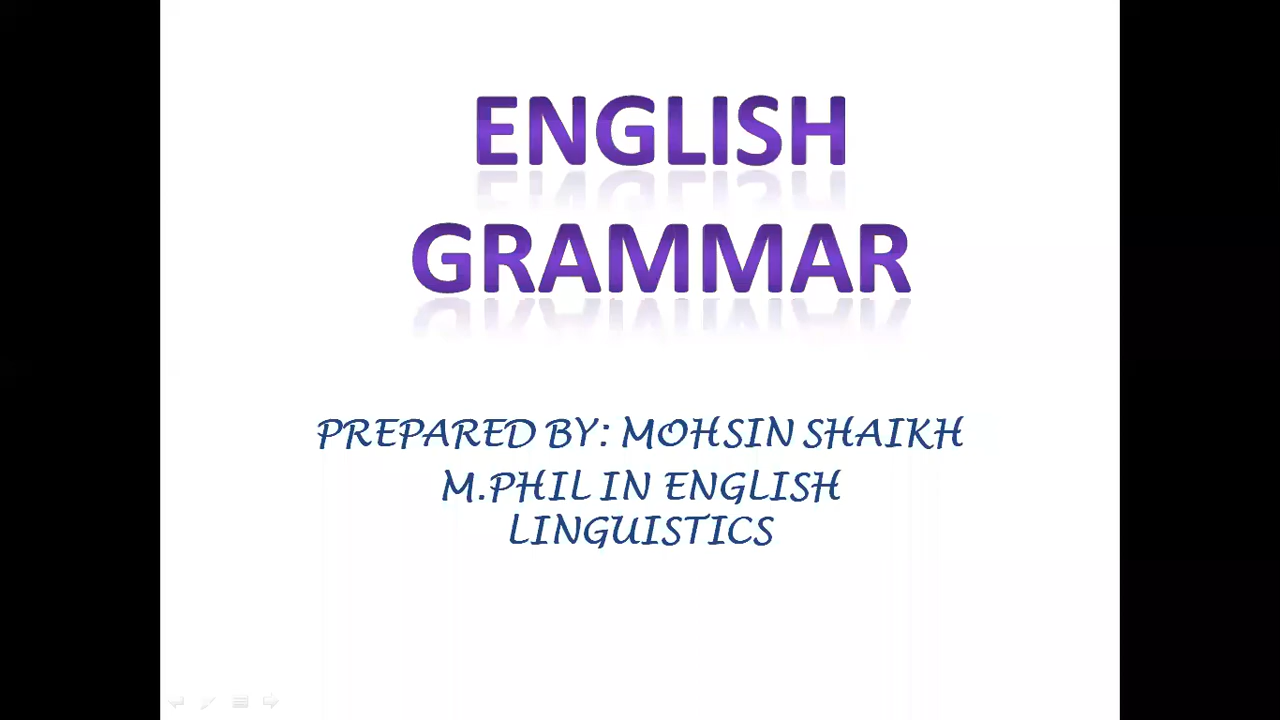 ENGLISH
GRAMMAR
PREPARED BY: MOHSIN SHAIKH
M.PHIL IN ENGLISH
LINGUISTICS